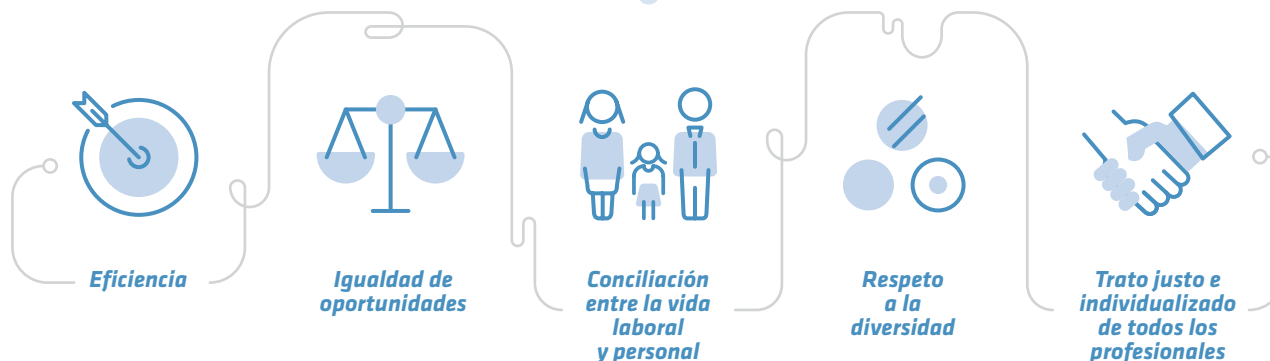 Eficiencia
Igualdad de
oportunidades
Conciliación
entre la vida
laboral
y personal
Respeto
a la
diversidad
Trato justo e
individualizado
de todos los
profesionales